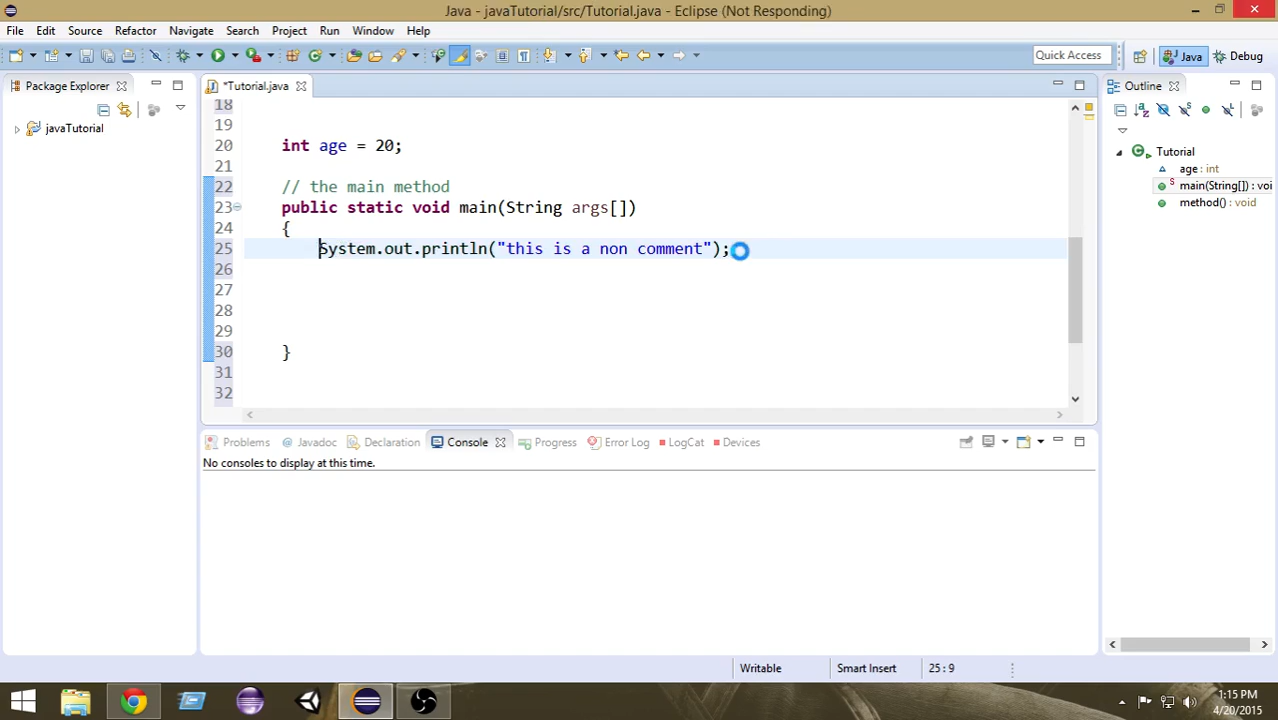 Java - javaTutorial/src/Tutorial.java - Eclipse (Not Responding)
File Edit Source Refactor Navigate Search Project Run Window Help
Quick Access Java Debug
Package Explorer
*Tutorial.java
Outline
javaTutorial
18
19
20 int age = 20;
21
22 // the main method
23 public static void main(String args[])
24 {
25 System.out.println("this is a non comment");
26
27
28
29
30 }
31
32
Tutorial
age : int
main(String[]) : voi
method() : void
Problems Javadoc Declaration Console Progress Error Log LogCat Devices
No consoles to display at this time.
Writable Smart Insert 25 : 9
1:15 PM
4/20/2015